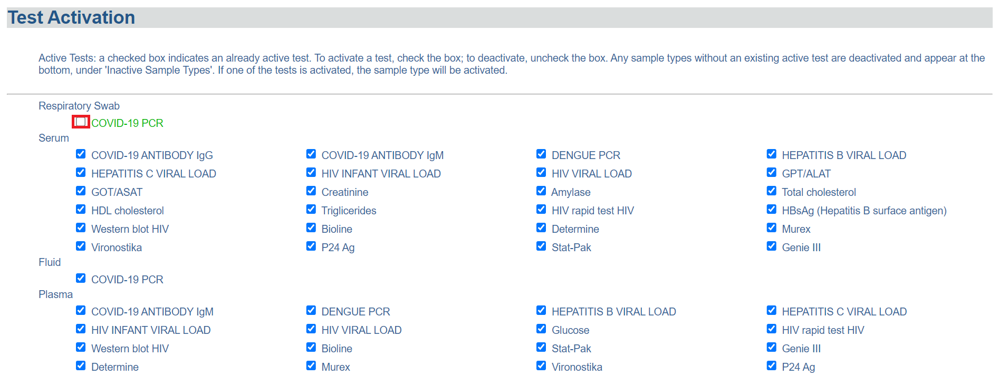 Test Activation
Active Tests: a checked box indicates an already active test. To activate a test, check the box; to deactivate, uncheck the box. Any sample types without an existing active test are deactivated and appear at the
bottom, under 'Inactive Sample Types'. If one of the tests is activated, the sample type will be activated.
Respiratory Swab
COVID-19 PCR
Serum
COVID-19 ANTIBODY IgG COVID-19 ANTIBODY IgM DENGUE PCR HEPATITIS B VIRAL LOAD
HEPATITIS C VIRAL LOAD HIV INFANT VIRAL LOAD HIV VIRAL LOAD GPT/ALAT
GOT/ASAT Creatinine Amylase Total cholesterol
HDL cholesterol Triglicerides HIV rapid test HIV HBsAg (Hepatitis B surface antigen)
Western blot HIV Bioline Determine Murex
Vironostika P24 Ag Stat-Pak Genie III
Fluid
COVID-19 PCR
Plasma
COVID-19 ANTIBODY IgM DENGUE PCR HEPATITIS B VIRAL LOAD HEPATITIS C VIRAL LOAD
HIV INFANT VIRAL LOAD HIV VIRAL LOAD Glucose HIV rapid test HIV
Western blot HIV Bioline Stat-Pak Genie III
Determine Murex Vironostika P24 Ag